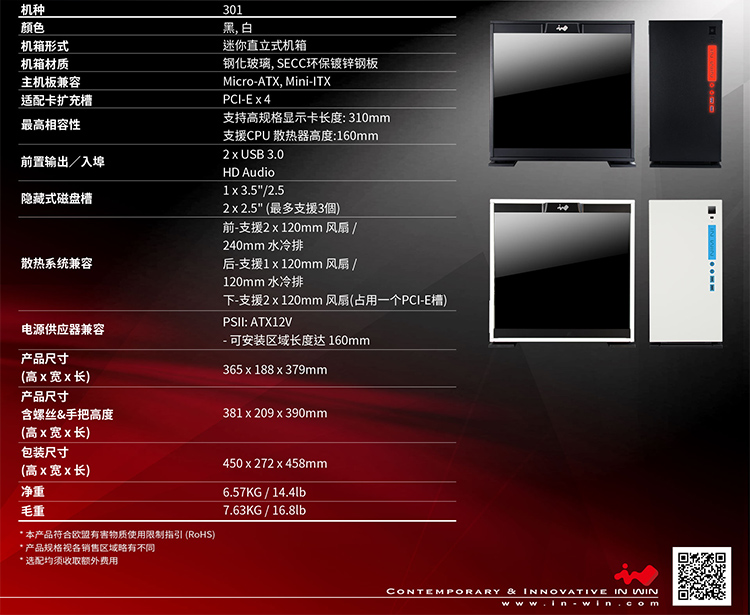 机种 301
颜色 黑, 白
机箱形式 迷你直立式机箱
机箱材质 钢化玻璃, SECC环保镀锌钢板
主机板兼容 Micro-ATX, Mini-ITX
适配卡扩充槽 PCI-E x 4
最高相容性 支持高规格显示卡长度: 310mm
支援CPU 散热器高度:160mm
前置输出／入埠 2 x USB 3.0
HD Audio
隐藏式磁盘槽 1 x 3.5"/2.5
2 x 2.5" (最多支援3個)
散热系统兼容 前-支援2 x 120mm 风扇 /
240mm 水冷排
后-支援1 x 120mm 风扇 /
120mm 水冷排
下-支援2 x 120mm 风扇(占用一个PCI-E槽)
电源供应器兼容 PSII: ATX12V
- 可安装区域长度达 160mm
产品尺寸
(高 x 宽 x 长) 365 x 188 x 379mm
产品尺寸
含螺丝&手把高度 381 x 209 x 390mm
(高 x 宽 x 长)
包装尺寸
(高 x 宽 x 长) 450 x 272 x 458mm
净重 6.57KG / 14.4lb
毛重 7.63KG / 16.8lb
* 本产品符合欧盟有害物质使用限制指引 (RoHS)
* 产品规格视各销售区域略有不同
* 选配均须收取额外费用
CONTEMPORARY & INNOVATIVE IN WIN
www.in-win.com